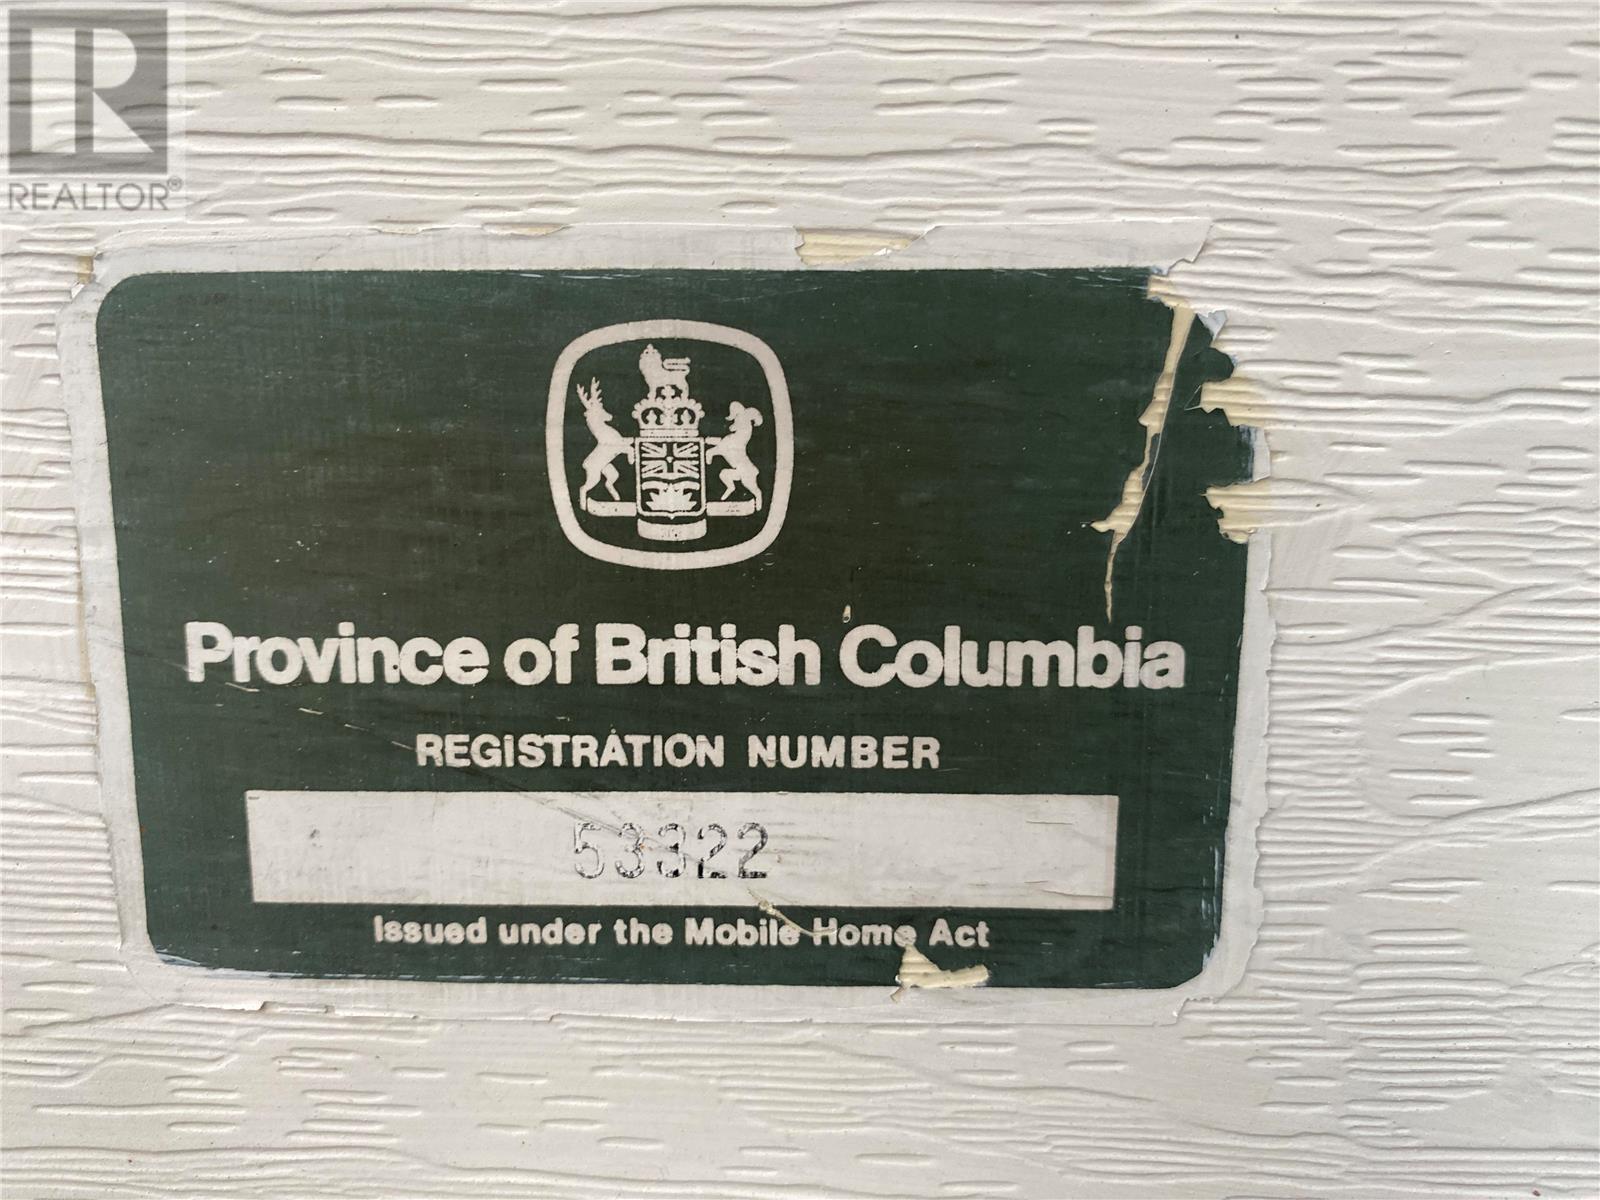 REALTOR®
Province of British Columbia
REGISTRATION NUMBER
53322
Issued under the Mobile Home Act